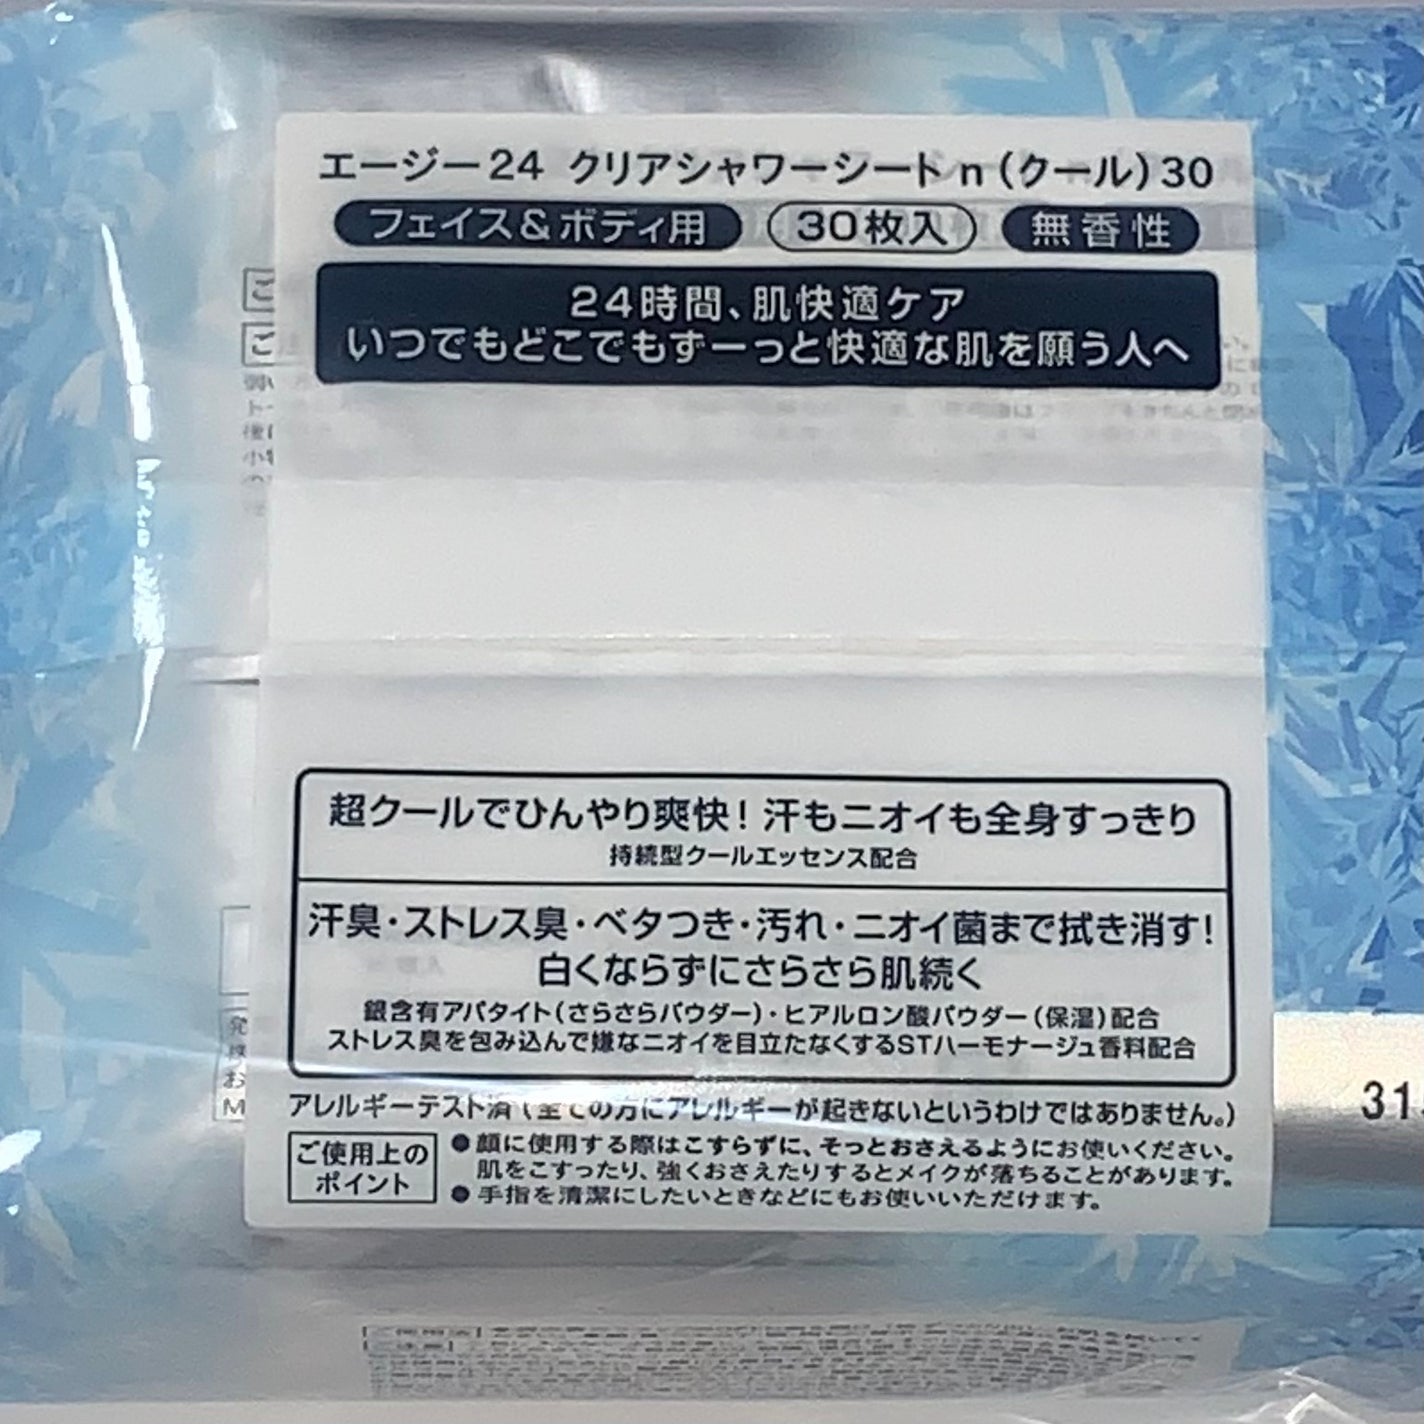 エージー24 クリアシャワーシート n（クール）30
フェイス＆ボディ用 30枚入 無香性
24時間、肌快適ケア
いつでもどこでもずーっと快適な肌を願う人へ
超クールでひんやり爽快！汗もニオイも全身すっきり
持続型クールエッセンス配合
汗臭・ストレス臭・ベタつき・汚れ・ニオイ菌まで拭き消す！
白くならずにさらさら肌続く
銀含有アパタイト（さらさらパウダー）・ヒアルロン酸パウダー（保湿）配合
ストレス臭を包み込んで嫌なニオイを目立たなくするSTハーモナージュ香料配合
31
アレルギーテスト済（全ての方にアレルギーが起きないというわけではありません。）
ご使用上の
ポイント
●顔に使用する際はこすらずに、そっとおさえるようにお使いください。
肌をこすったり、強くおさえたりするとメイクが落ちることがあります。
●手指を清潔にしたいときなどにもお使いいただけます。